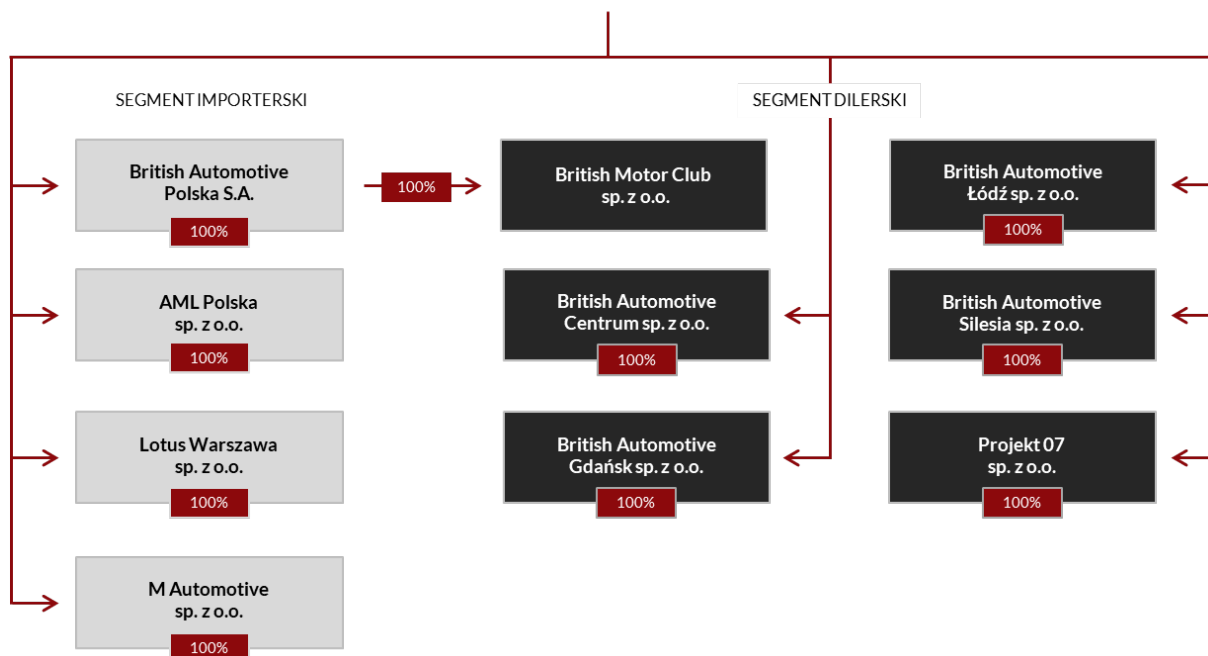 SEGMENT IMPORTERSKI
SEGMENT DILERSKI
British Automotive
Polska S.A.
100%
100%
British Motor Club
sp. z o.o.
British Automotive
Łódź sp. z o.o.
100%
AML Polska
sp. z o.o.
100%
British Automotive
Centrum sp. z o.o.
100%
British Automotive
Silesia sp. z o.o.
100%
Lotus Warszawa
sp. z o.o.
100%
British Automotive
Gdańsk sp. z o.o.
100%
Projekt 07
sp. z o.o.
100%
M Automotive
sp. z o.o.
100%